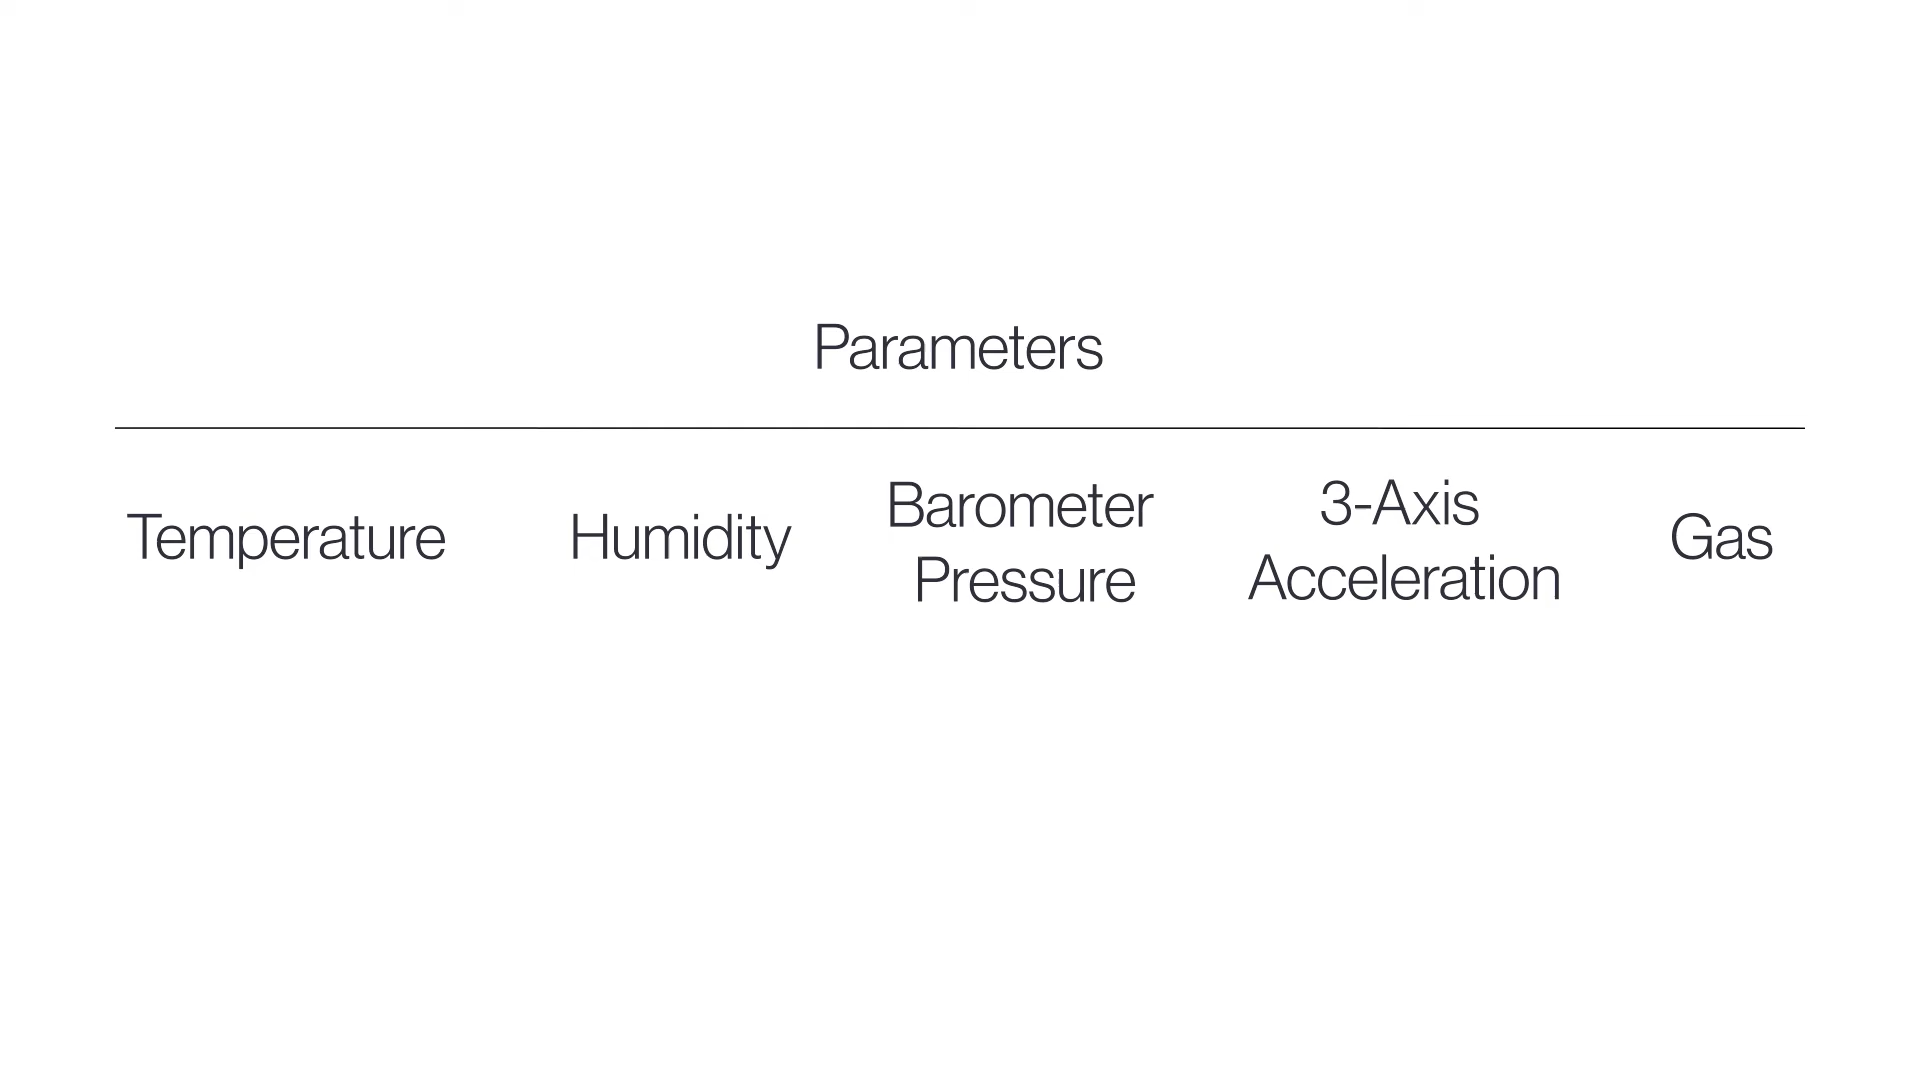 Parameters
Temperature
Humidity
Barometer
Pressure
3-Axis
Acceleration
Gas